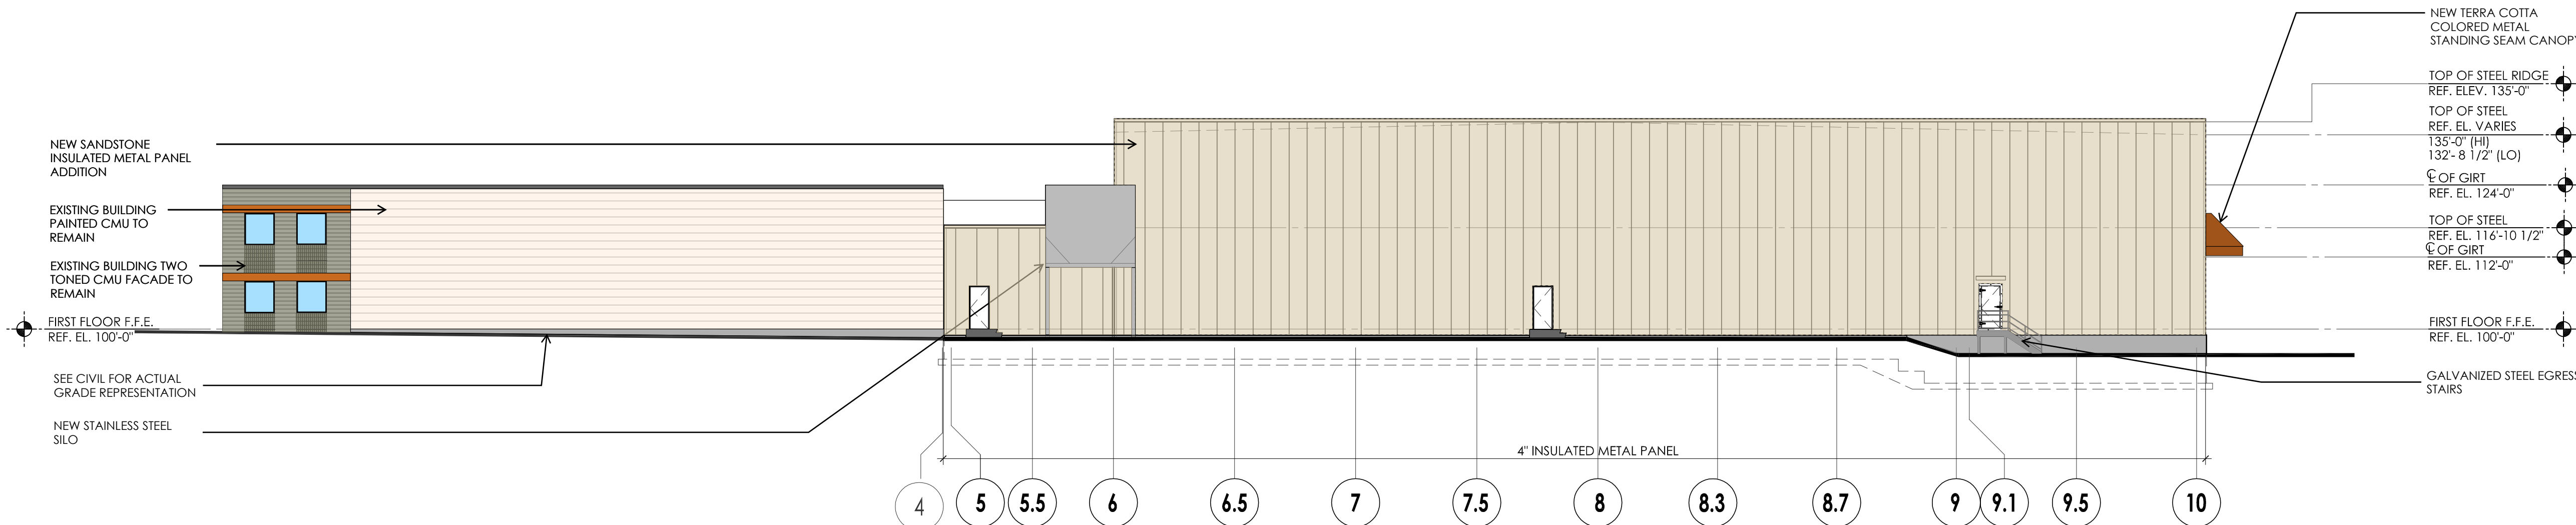 NEW TERRA COTTA
COLORED METAL
STANDING SEAM CANOPY
TOP OF STEEL RIDGE
REF. ELEV. 135'-0"
TOP OF STEEL
REF. EL. VARIES
135'-0" (HI)
132'- 8 1/2" (LO)
℄ OF GIRT
REF. EL. 124'-0"
TOP OF STEEL
REF. EL. 116'-10 1/2"
℄ OF GIRT
REF. EL. 112'-0"
FIRST FLOOR F.F.E.
REF. EL. 100'-0"
GALVANIZED STEEL EGRESS
STAIRS
NEW SANDSTONE
INSULATED METAL PANEL
ADDITION
EXISTING BUILDING
PAINTED CMU TO
REMAIN
EXISTING BUILDING TWO
TONED CMU FACADE TO
REMAIN
FIRST FLOOR F.F.E.
REF. EL. 100'-0"
SEE CIVIL FOR ACTUAL
GRADE REPRESENTATION
NEW STAINLESS STEEL
SILO
4" INSULATED METAL PANEL
4 5 5.5 6 6.5 7 7.5 8 8.3 8.7 9 9.1 9.5 10